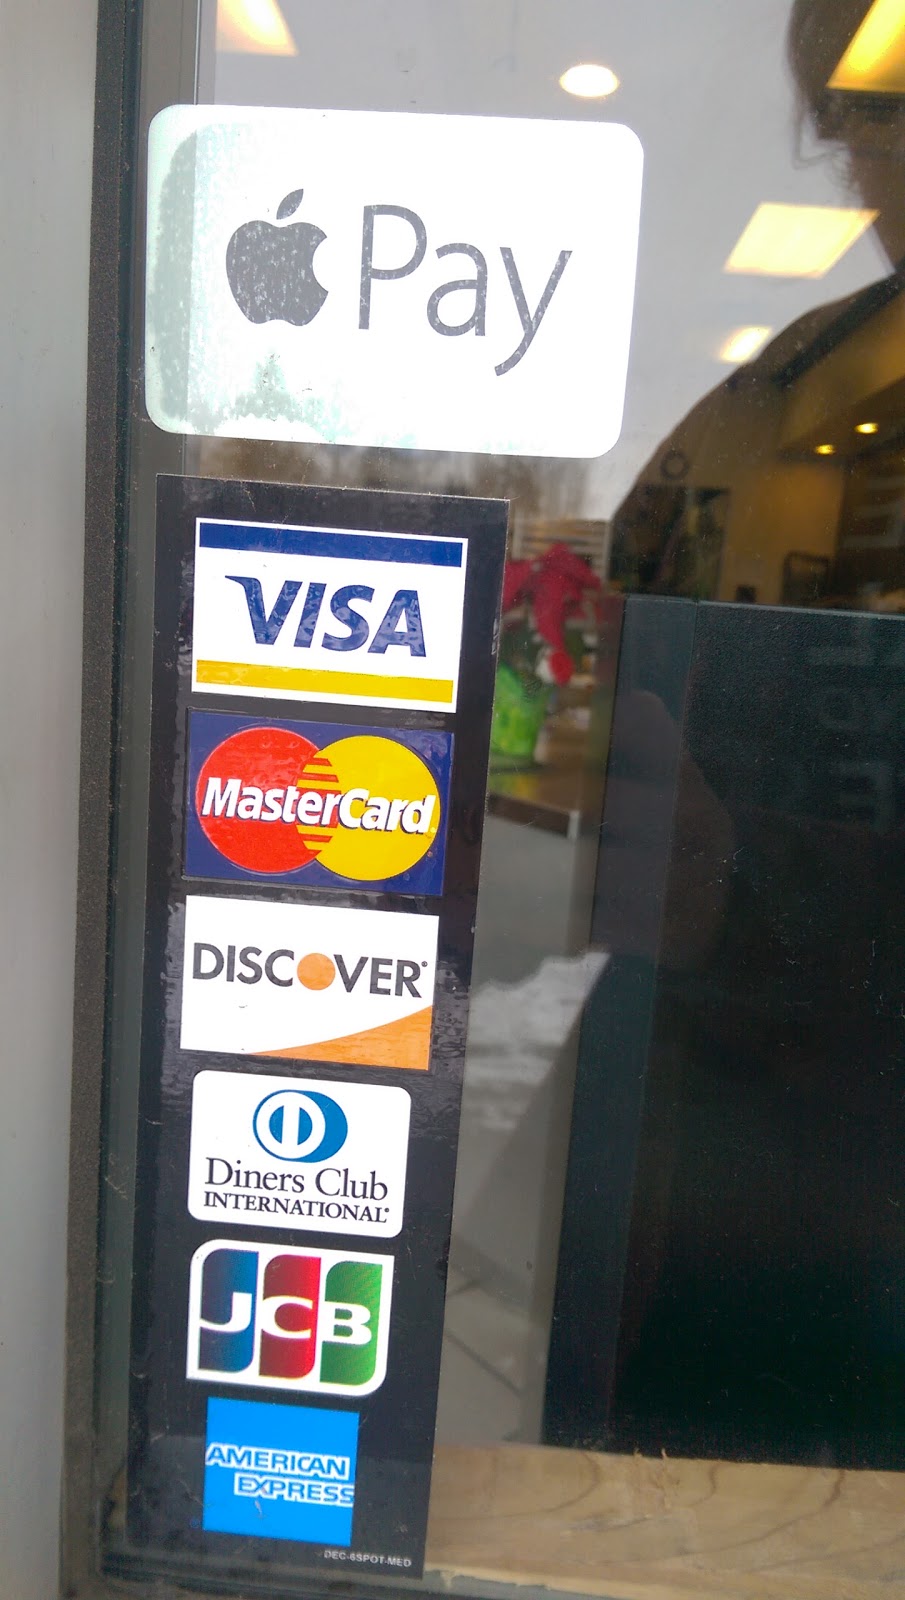 Pay
VISA
MasterCard
DISCOVER
Diners Club
INTERNATIONAL
JCB
AMERICAN
EXPRESS
DEC-6SPOT-MED